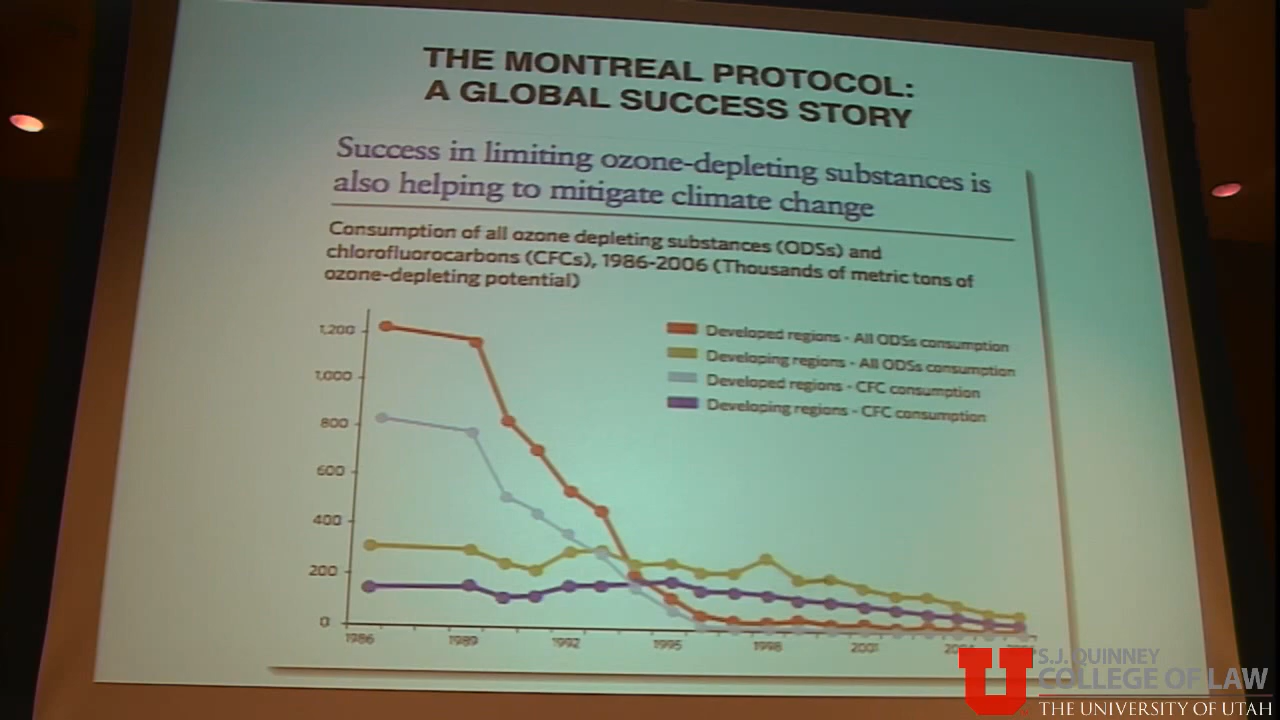 THE MONTREAL PROTOCOL:
A GLOBAL SUCCESS STORY
Success in limiting ozone-depleting substances is
also helping to mitigate climate change
Consumption of all ozone depleting substances (ODSs) and
chlorofluorocarbons (CFCs), 1986-2006 (Thousands of metric tons of
ozone-depleting potential)
1,200
1,000
800
600
400
200
0
Developed regions - All ODSs consumption
Developing regions - All ODSs consumption
Developed regions - CFC consumption
Developing regions - CFC consumption
1986 1989 1992 1995 1998 2001
U
S.J. QUINNEY
COLLEGE OF LAW
THE UNIVERSITY OF UTAH